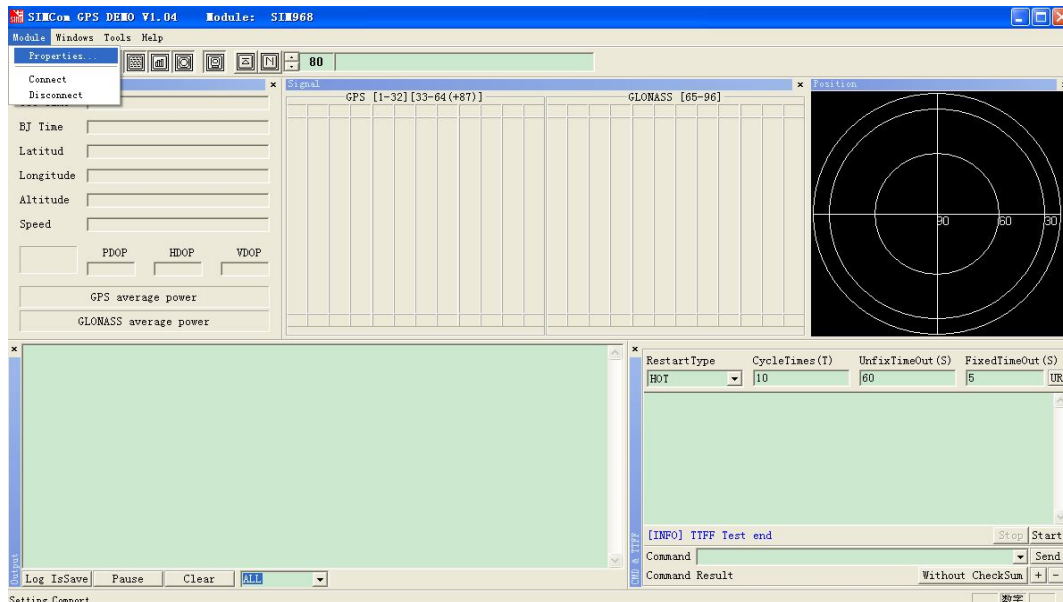 SIMCom GPS DEMO V1.04 Module: SIM968
Module Windows Tools Help
Properties...
Connect
Disconnect
80
Signal
Position
GPS [1-32][33-64(+87)]
GLONASS [65-96]
BJ Time
Latitud
Longitude
Altitude
Speed
PDOP HDOP VDOP
GPS average power
GLONASS average power
90 60 30
RestartType CycleTimes(T) UnfixTimeOut(S) FixedTimeOut(S)
HOT 10 60 5 UR
[INFO] TTFF Test end Stop Start
Command Send
Command Result Without CheckSum + -
CMD & TTFF
Output
Log IsSave Pause Clear ALL
Setting Comport 数字